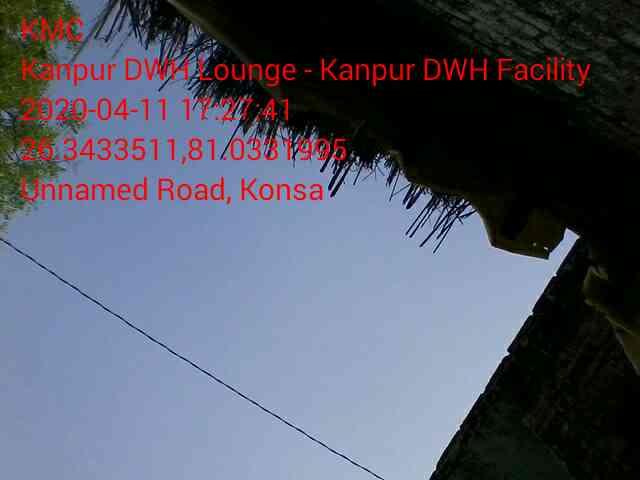 KMC
Kanpur DWH Lounge - Kanpur DWH Facility
2020-04-11 17:27:41
26.3433511,81.0331995
Unnamed Road, Konsa